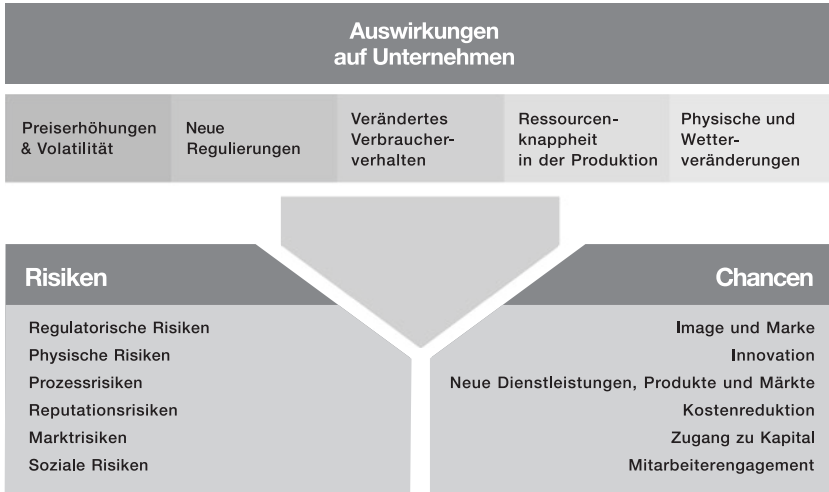 Auswirkungen
auf Unternehmen
Preiserhöhungen
& Volatilität
Neue
Regulierungen
Verändertes
Verbraucher-
verhalten
Ressourcen-
knappheit
in der Produktion
Physische und
Wetter-
veränderungen
Risiken
Regulatorische Risiken
Physische Risiken
Prozessrisiken
Reputationsrisiken
Marktrisiken
Soziale Risiken
Chancen
Image und Marke
Innovation
Neue Dienstleistungen, Produkte und Märkte
Kostenreduktion
Zugang zu Kapital
Mitarbeiterengagement